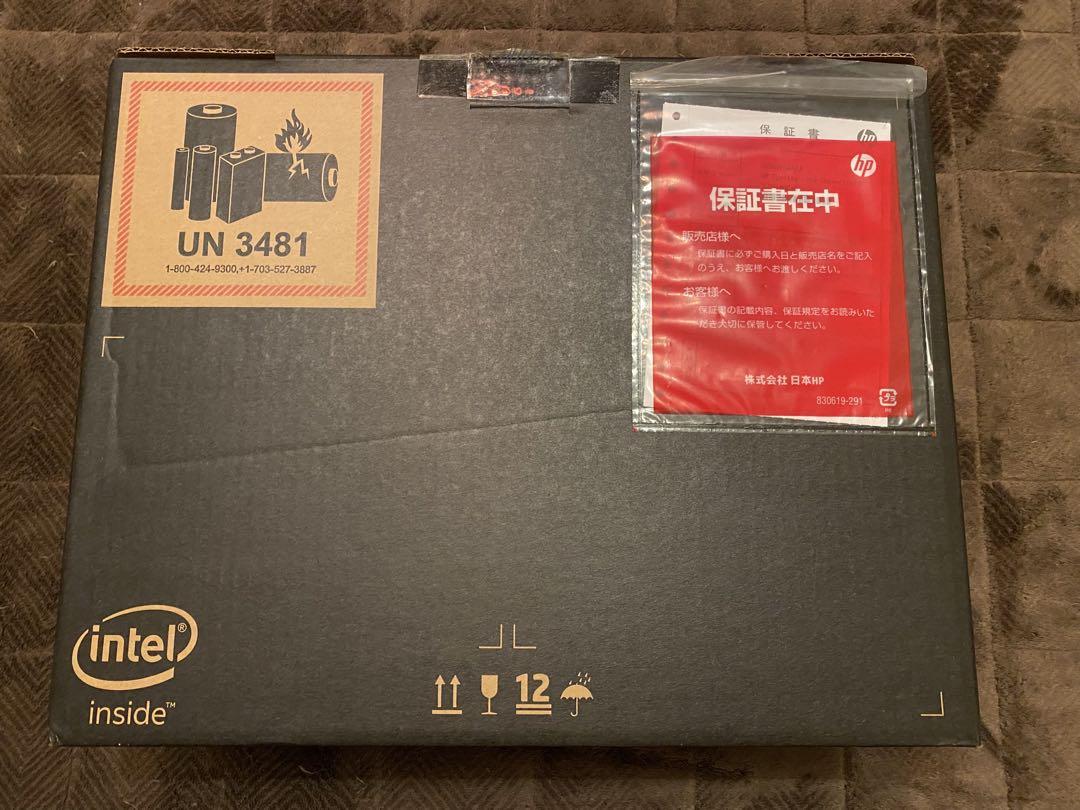 UN 3481
1-800-424-9300,+1-703-527-3887
保証書
hp
hp
保証書在中
販売店様へ
保証書に必ずご購入日と販売店名をご記入
のうえ、お客様へお渡しください。
お客様へ
保証書の記載内容、保証規定をお読みいた
だき大切に保管してください。
株式会社 日本HP
830619-291
intel®
inside™
12